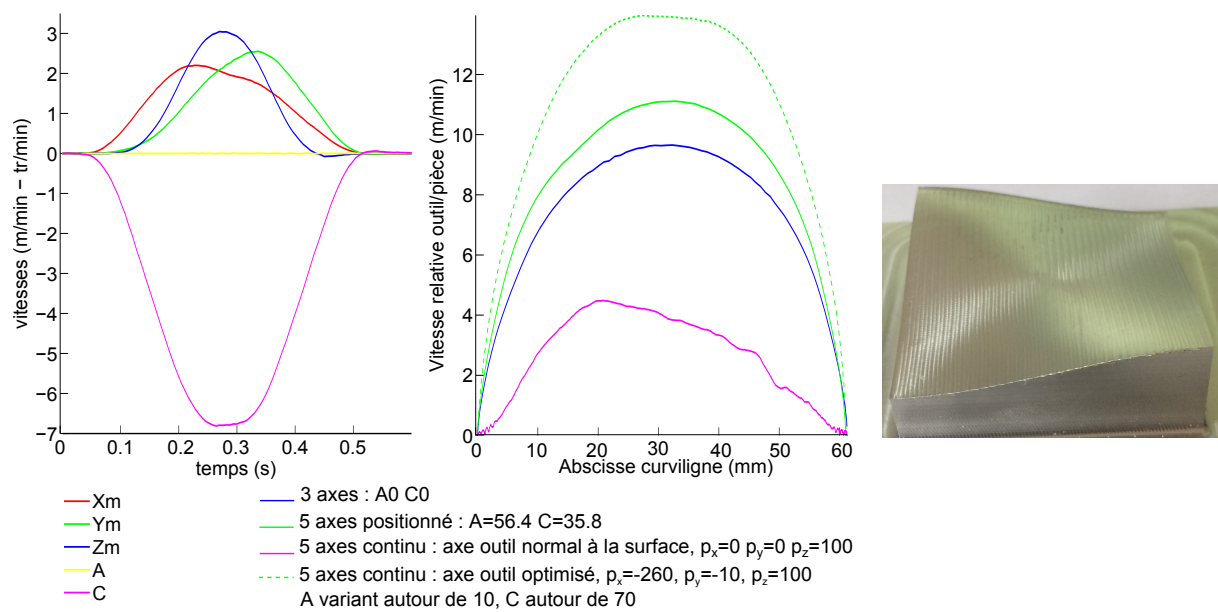 3
2
1
0
−1
−2
−3
−4
−5
−6
−7
vitesses (m/min − tr/min)
0
0.1
0.2
0.3
0.4
0.5
temps (s)
12
10
8
6
4
2
0
Vitesse relative outil/pièce (m/min)
0
10
20
30
40
50
60
Abscisse curviligne (mm)
Xm
Ym
Zm
A
C
3 axes : A0 C0
5 axes positionné : A=56.4 C=35.8
5 axes continu : axe outil normal à la surface, px=0 py=0 pz=100
5 axes continu : axe outil optimisé, px=-260, py=-10, pz=100
A variant autour de 10, C autour de 70